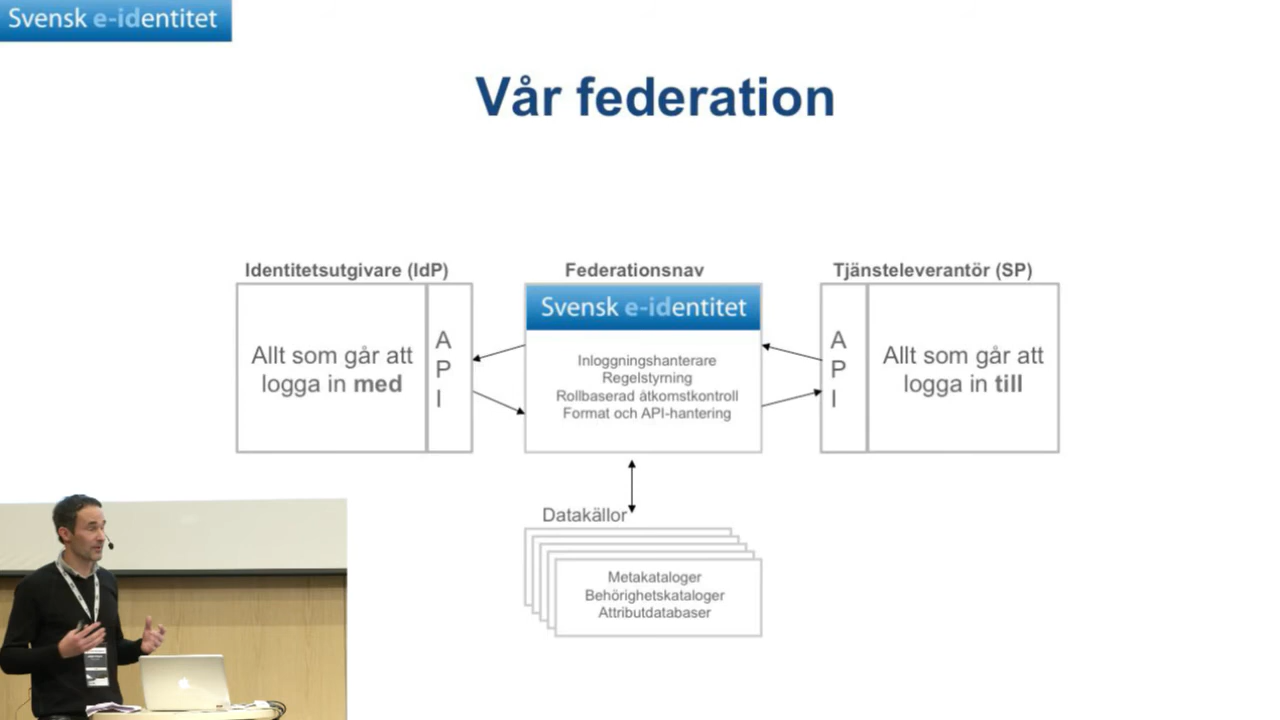 Svensk e-identitet
Vår federation
Identitetsutgivare (IdP)
Allt som går att
logga in med
A
P
I
Federationsnav
Svensk e-identitet
Inloggningshanterare
Regelstyrning
Rollbaserad åtkomstkontroll
Format och API-hantering
Tjänsteleverantör (SP)
A
P
I
Allt som går att
logga in till
Datakällor
Metakataloger
Behörighetskataloger
Attributdatabaser